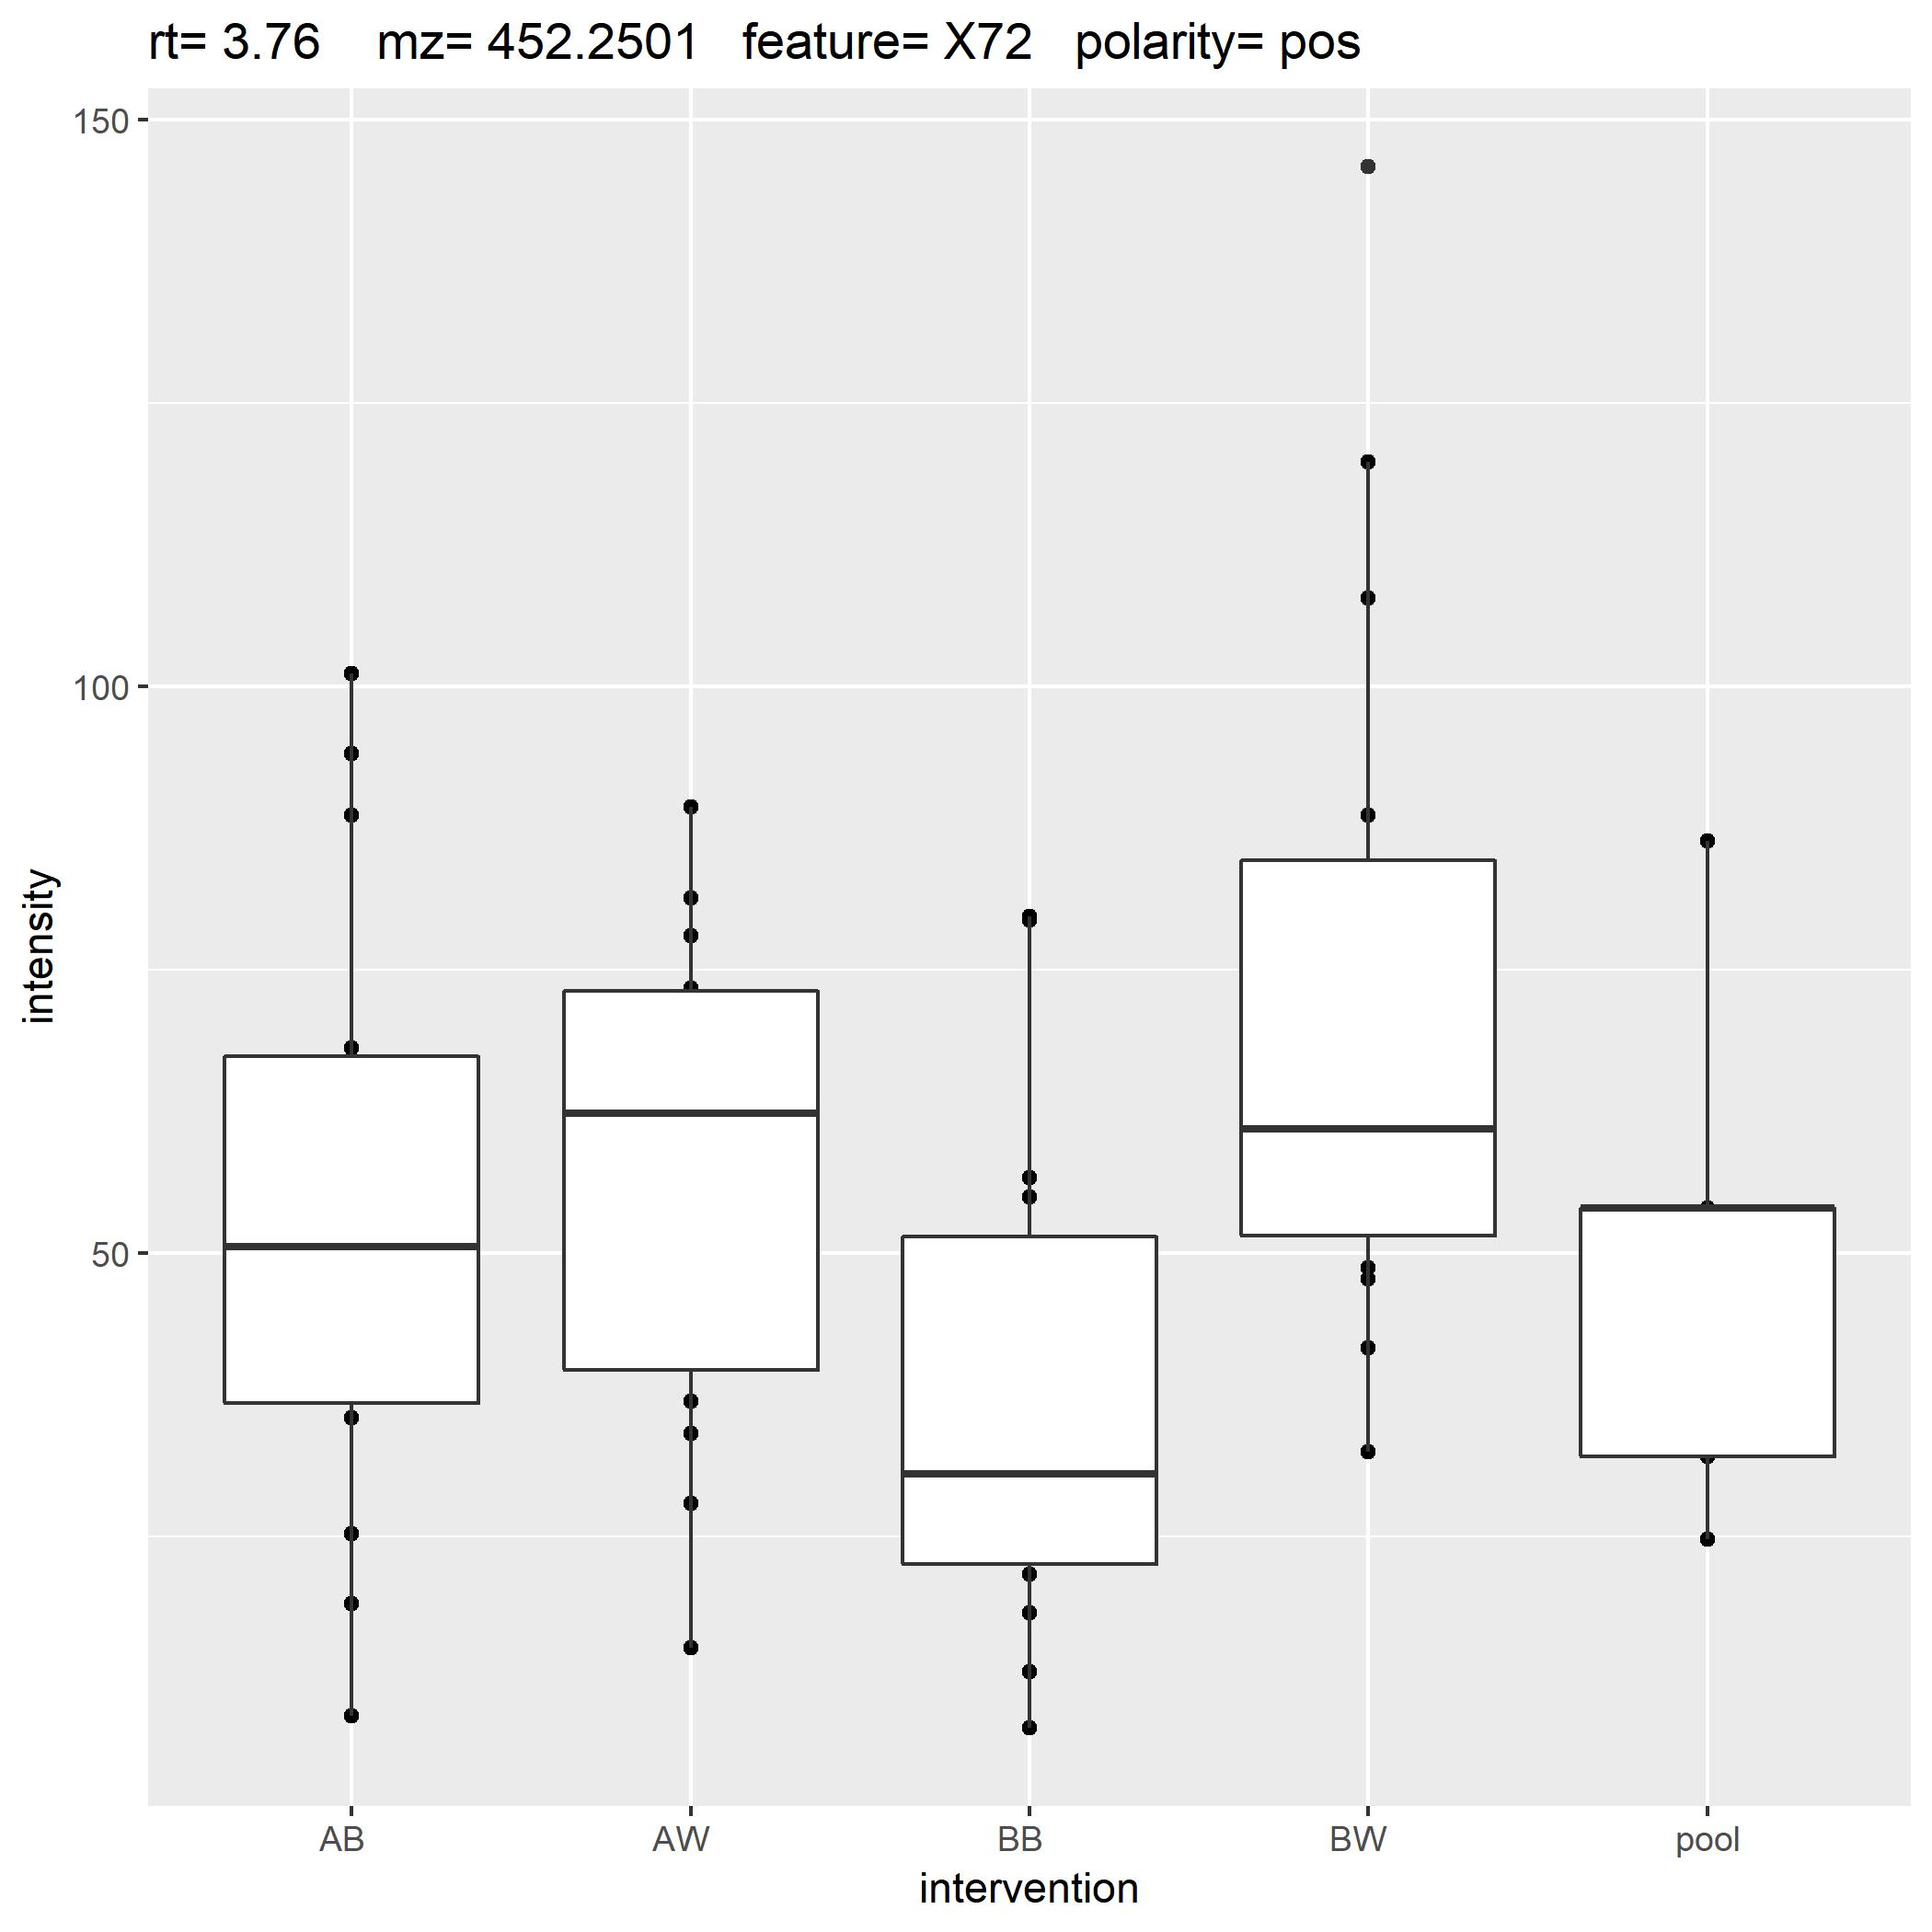 rt= 3.76    mz= 452.2501   feature= X72   polarity= pos
150
100
50
intensity
AB AW BB BW pool
intervention